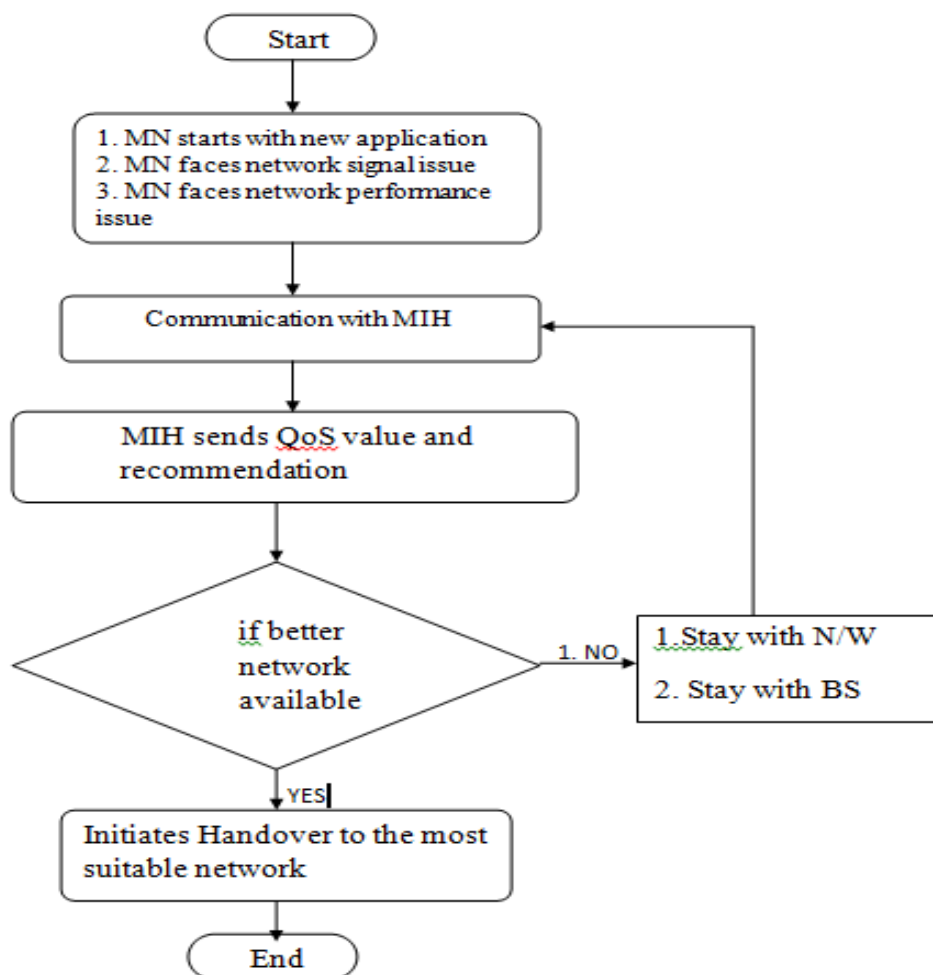 Start
1. MN starts with new application
2. MN faces network signal issue
3. MN faces network performance
issue
Communication with MIH
MIH sends QoS value and
recommendation
if better
network
available
1. NO
1.Stay with N/W
2. Stay with BS
YES
Initiates Handover to the most
suitable network
End